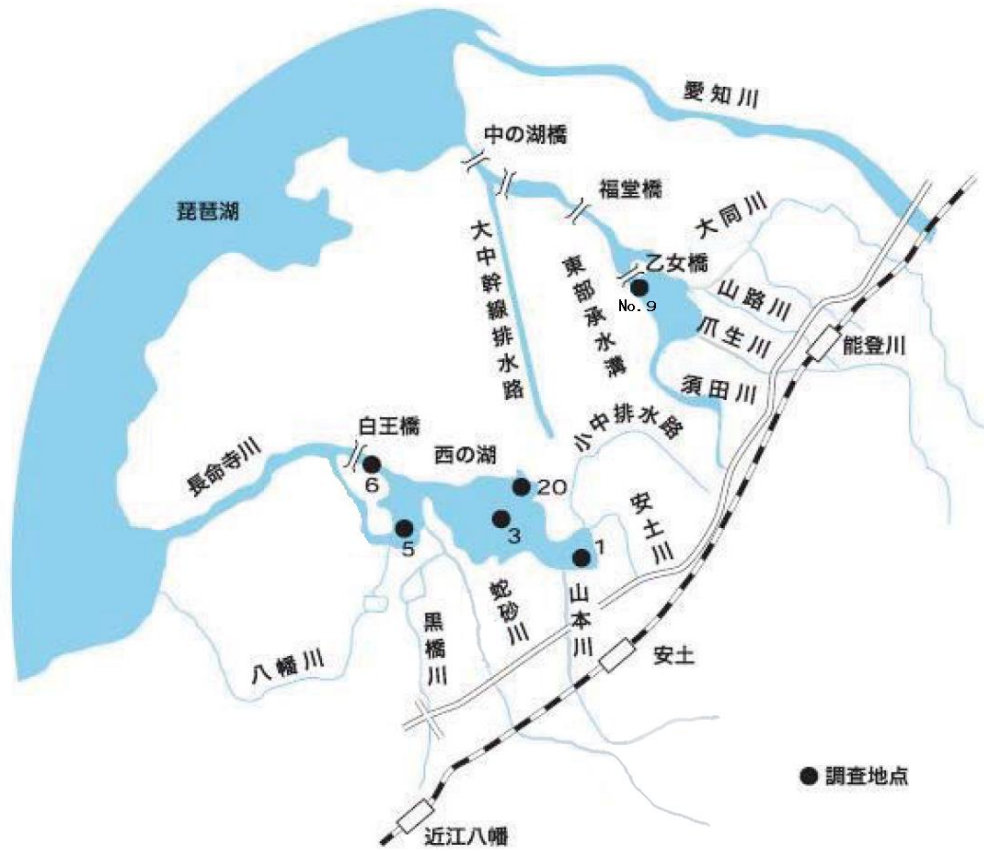 愛知川
中の湖橋
福堂橋
大同川
琵琶湖
乙女橋
大中幹線排水路
東部承水溝
No. 9
山路川
爪生川
能登川
須田川
小中排水路
白王橋
西の湖
長命寺川
6
20
安土川
3
5
1
蛇砂川
山本川
黒橋川
八幡川
安土
調査地点
近江八幡